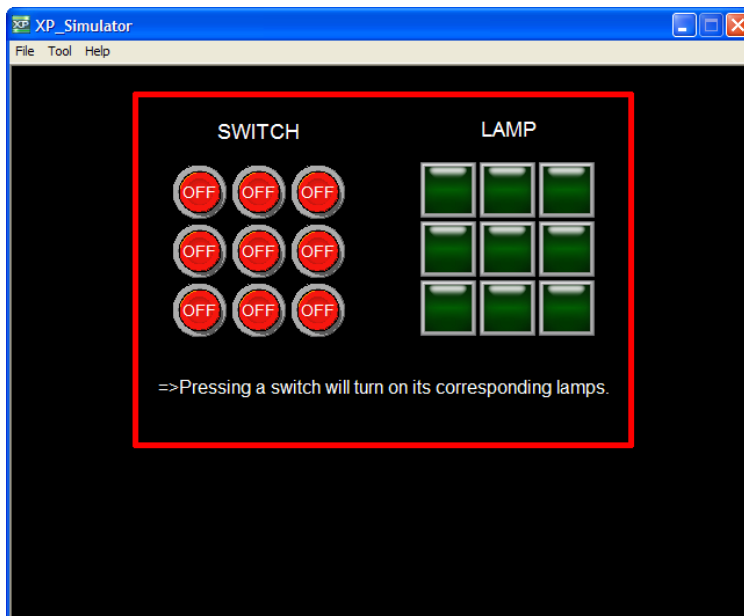 XP XP_Simulator
File Tool Help
SWITCH LAMP
OFF OFF OFF
OFF OFF OFF
OFF OFF OFF
=>Pressing a switch will turn on its corresponding lamps.